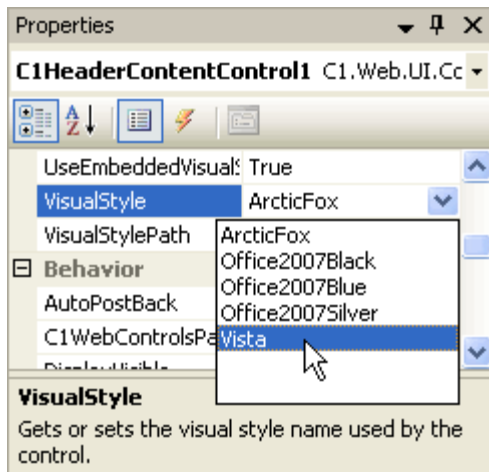 Properties
C1HeaderContentControl1 C1.Web.UI.Cc
UseEmbeddedVisualS True
VisualStyle ArcticFox
VisualStylePath
ArcticFox
Office2007Black
Office2007Blue
Office2007Silver
Vista
Behavior
AutoPostBack
C1WebControlsPa
DisplayVisible
VisualStyle
Gets or sets the visual style name used by the
control.